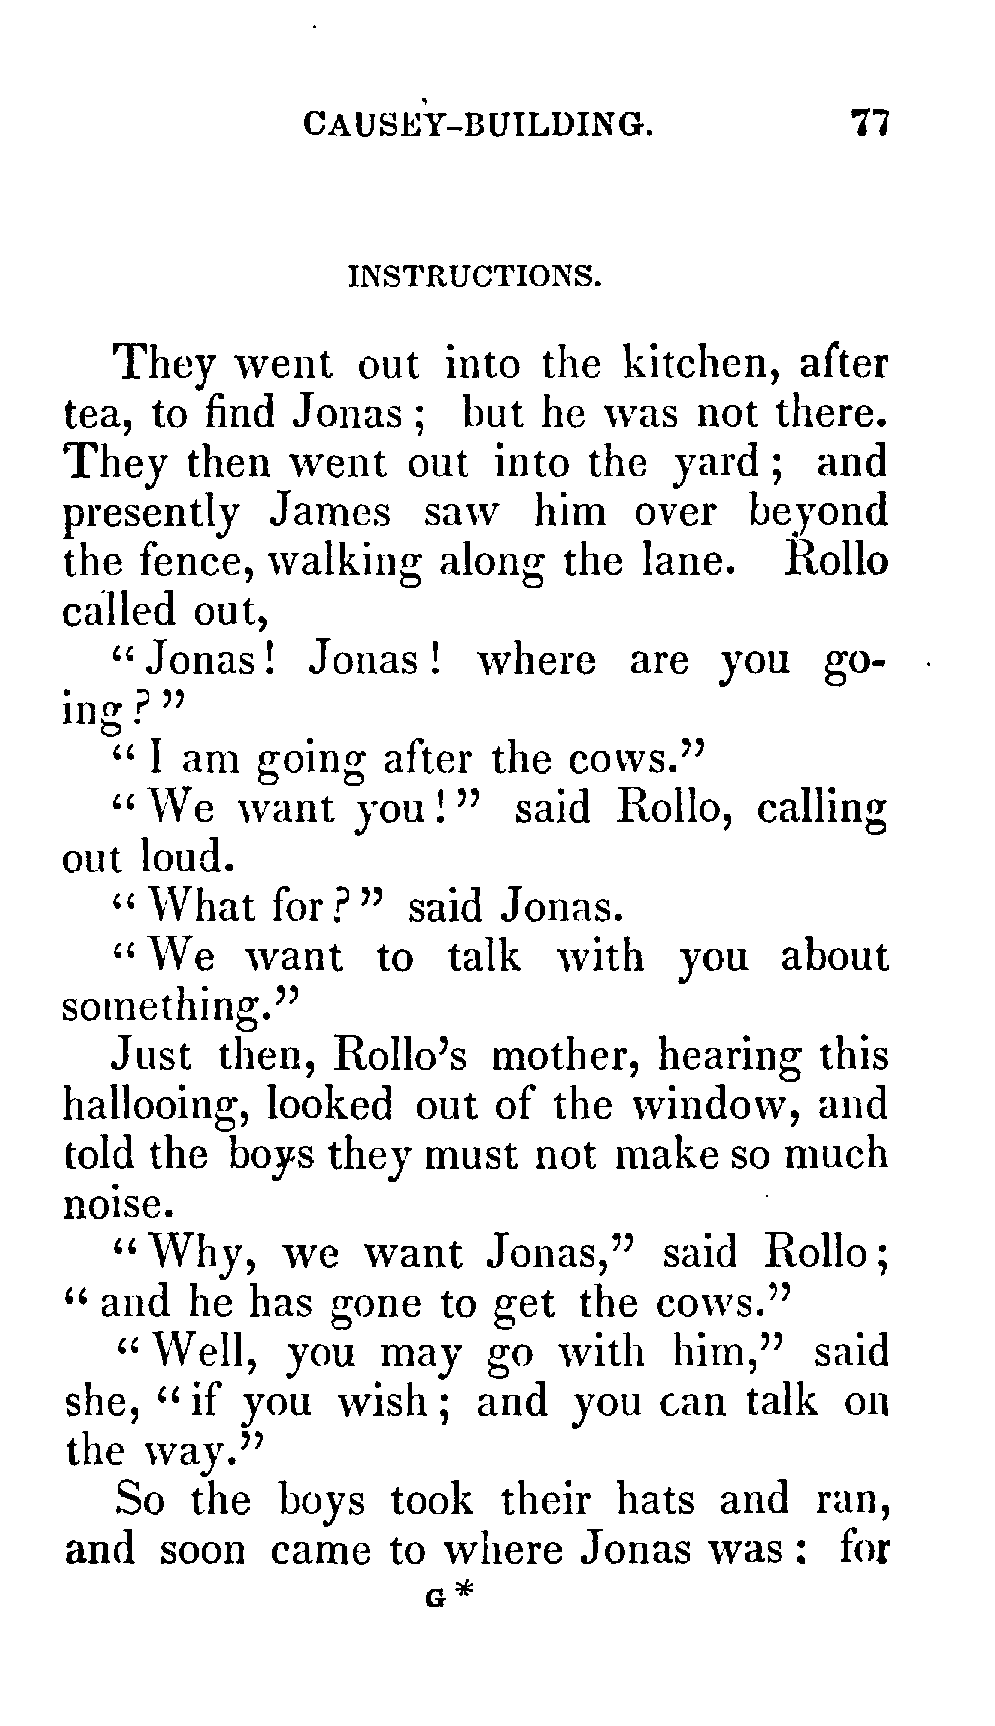 CAUSEY-BUILDING. 77
INSTRUCTIONS.
They went out into the kitchen, after
tea, to find Jonas; but he was not there.
They then went out into the yard; and
presently James saw him over beyond
the fence, walking along the lane. Rollo
called out,
"Jonas! Jonas! where are you go-
ing?"
"I am going after the cows."
"We want you!" said Rollo, calling
out loud.
"What for?" said Jonas.
"We want to talk with you about
something."
Just then, Rollo's mother, hearing this
hallooing, looked out of the window, and
told the boys they must not make so much
noise.
"Why, we want Jonas," said Rollo;
"and he has gone to get the cows."
"Well, you may go with him," said
she, "if you wish; and you can talk on
the way."
So the boys took their hats and ran,
and soon came to where Jonas was: for
G*